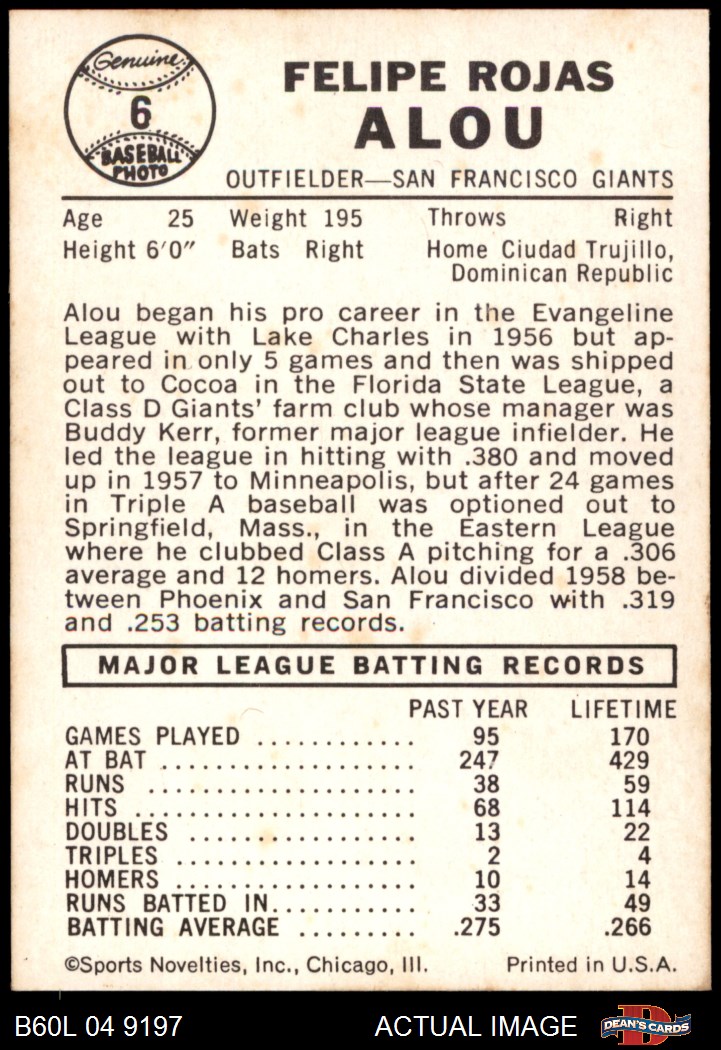 Genuine
6
BASEBALL
PHOTO
FELIPE ROJAS
ALOU
OUTFIELDER—SAN FRANCISCO GIANTS
Age 25 Weight 195 Throws Right
Height 6′0″ Bats Right Home Ciudad Trujillo,
Dominican Republic
Alou began his pro career in the Evangeline
League with Lake Charles in 1956 but ap-
peared in only 5 games and then was shipped
out to Cocoa in the Florida State League, a
Class D Giants' farm club whose manager was
Buddy Kerr, former major league infielder. He
led the league in hitting with .380 and moved
up in 1957 to Minneapolis, but after 24 games
in Triple A baseball was optioned out to
Springfield, Mass., in the Eastern League
where he clubbed Class A pitching for a .306
average and 12 homers. Alou divided 1958 be-
tween Phoenix and San Francisco with .319
and .253 batting records.
MAJOR LEAGUE BATTING RECORDS
PAST YEAR LIFETIME
GAMES PLAYED ............. 95 170
AT BAT ..................... 247 429
RUNS ...................... 38 59
HITS ....................... 68 114
DOUBLES .................. 13 22
TRIPLES ................... 2 4
HOMERS ................... 10 14
RUNS BATTED IN............ 33 49
BATTING AVERAGE ......... .275 .266
©Sports Novelties, Inc., Chicago, Ill. Printed in U.S.A.
B60L 04 9197 ACTUAL IMAGE DEAN'S CARDS